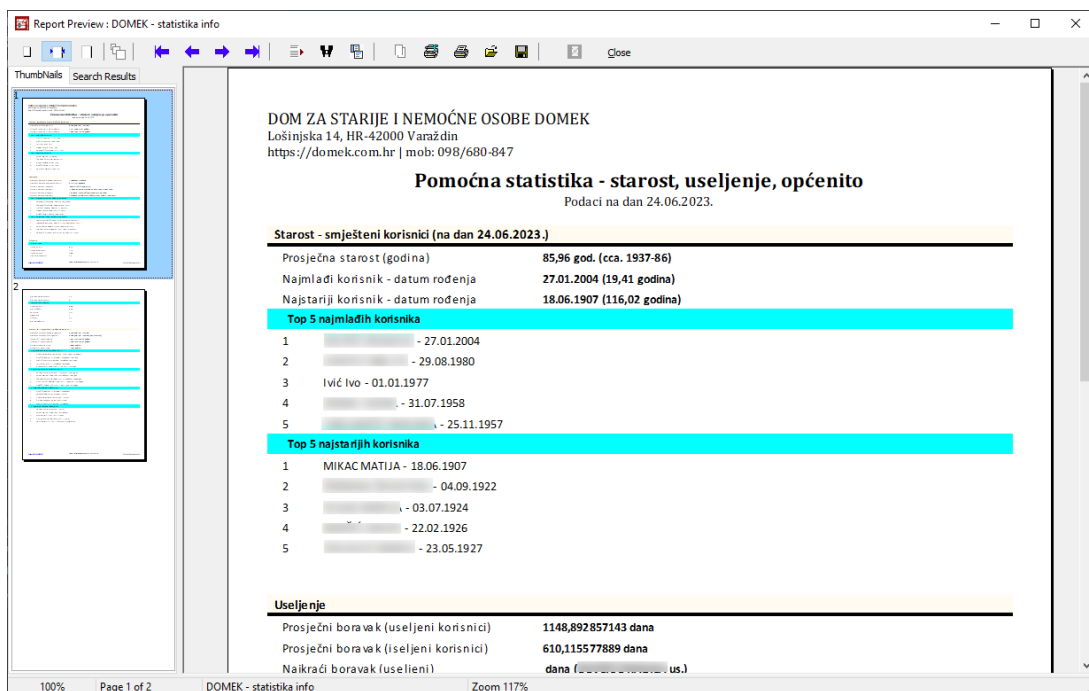 Report Preview : DOMEK - statistika info
Close
ThumbNails Search Results
1
2
DOM ZA STARIJE I NEMOĆNE OSOBE DOMEK
Lošinjska 14, HR-42000 Varaždin
https://domek.com.hr | mob: 098/680-847
Pomoćna statistika - starost, useljenje, općenito
Podaci na dan 24.06.2023.
Starost - smješteni korisnici (na dan 24.06.2023.)
Prosječna starost (godina) 85,96 god. (cca. 1937-86)
Najmlađi korisnik - datum rođenja 27.01.2004 (19,41 godina)
Najstariji korisnik - datum rođenja 18.06.1907 (116,02 godina)
Top 5 najmlađih korisnika
1 - 27.01.2004
2 - 29.08.1980
3 Ivić Ivo - 01.01.1977
4 - 31.07.1958
5 - 25.11.1957
Top 5 najstarijih korisnika
1 MIKAC MATIJA - 18.06.1907
2 - 04.09.1922
3 - 03.07.1924
4 - 22.02.1926
5 - 23.05.1927
Useljenje
Prosječni boravak (useljeni korisnici) 1148,892857143 dana
Prosječni boravak (iseljeni korisnici) 610,115577889 dana
Najkraći boravak (useljeni) dana ( us.)
100% Page 1 of 2 DOMEK - statistika info Zoom 117%